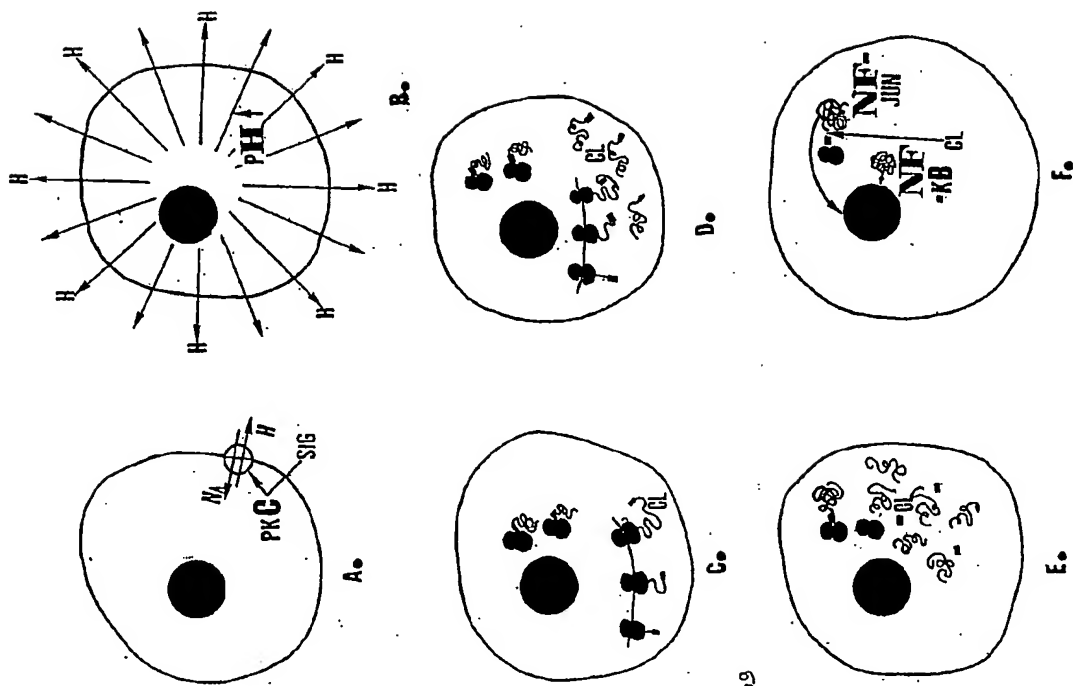 NA
H
PKC
SIG
A.
H
H
H
H
H
H
H
H
PH
B.
CL
C.
CL
D.
CL
E.
NF-
JUN
NF
-KB
CL
F.